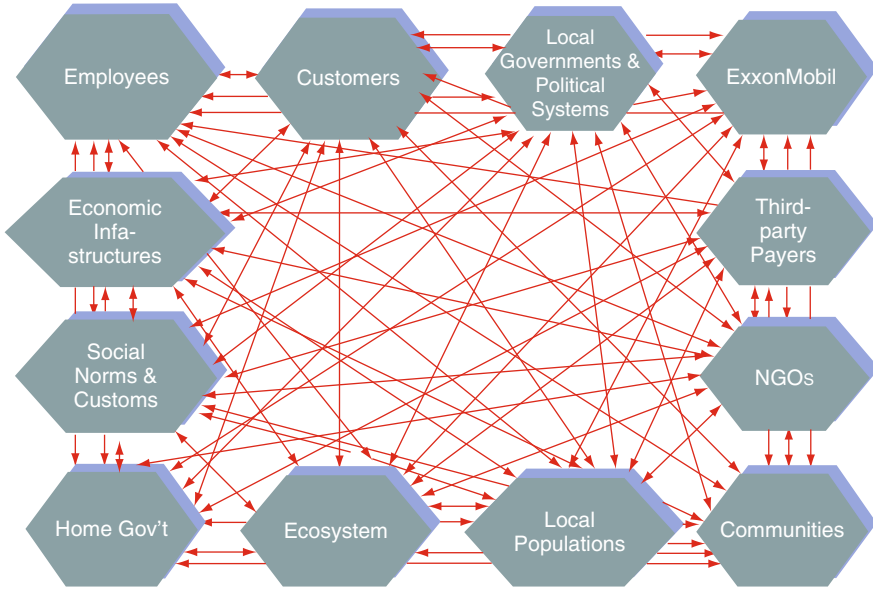 Employees
Customers
Local
Governments &
Political
Systems
ExxonMobil
Economic
Infa-
structures
Third-
party
Payers
Social
Norms &
Customs
NGOs
Home Gov't
Ecosystem
Local
Populations
Communities